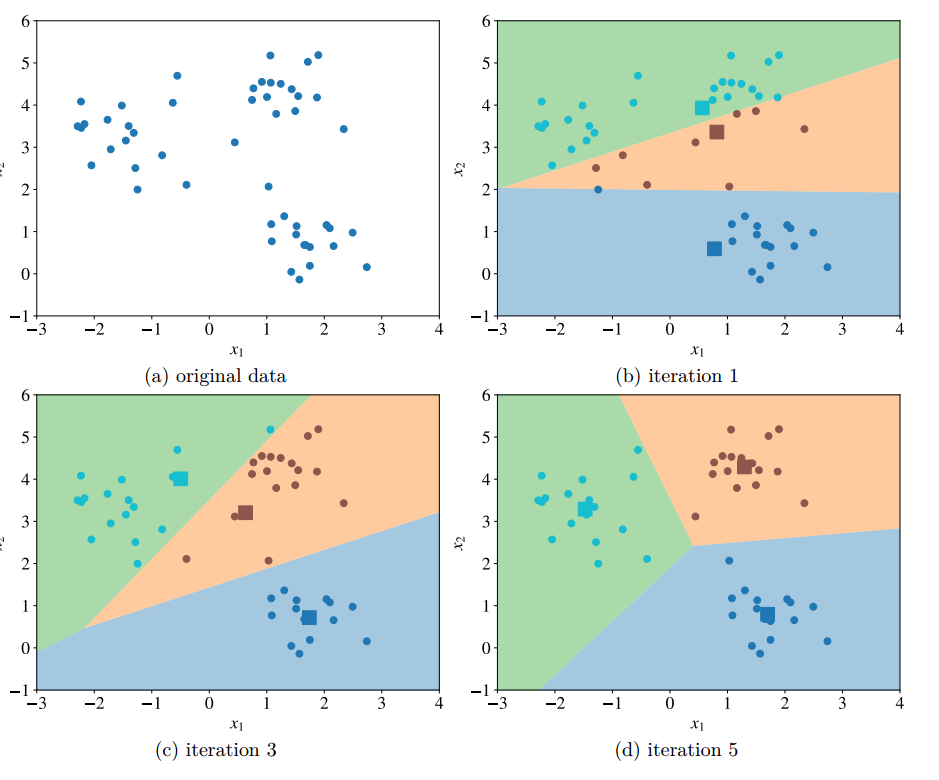 6
5
4
3
2
1
0
−1
−3 −2 −1 0 1 2 3 4
x₂
x₁
(a) original data
6
5
4
3
2
1
0
−1
−3 −2 −1 0 1 2 3 4
x₂
x₁
(b) iteration 1
6
5
4
3
2
1
0
−1
−3 −2 −1 0 1 2 3 4
x₂
x₁
(c) iteration 3
6
5
4
3
2
1
0
−1
−3 −2 −1 0 1 2 3 4
x₂
x₁
(d) iteration 5